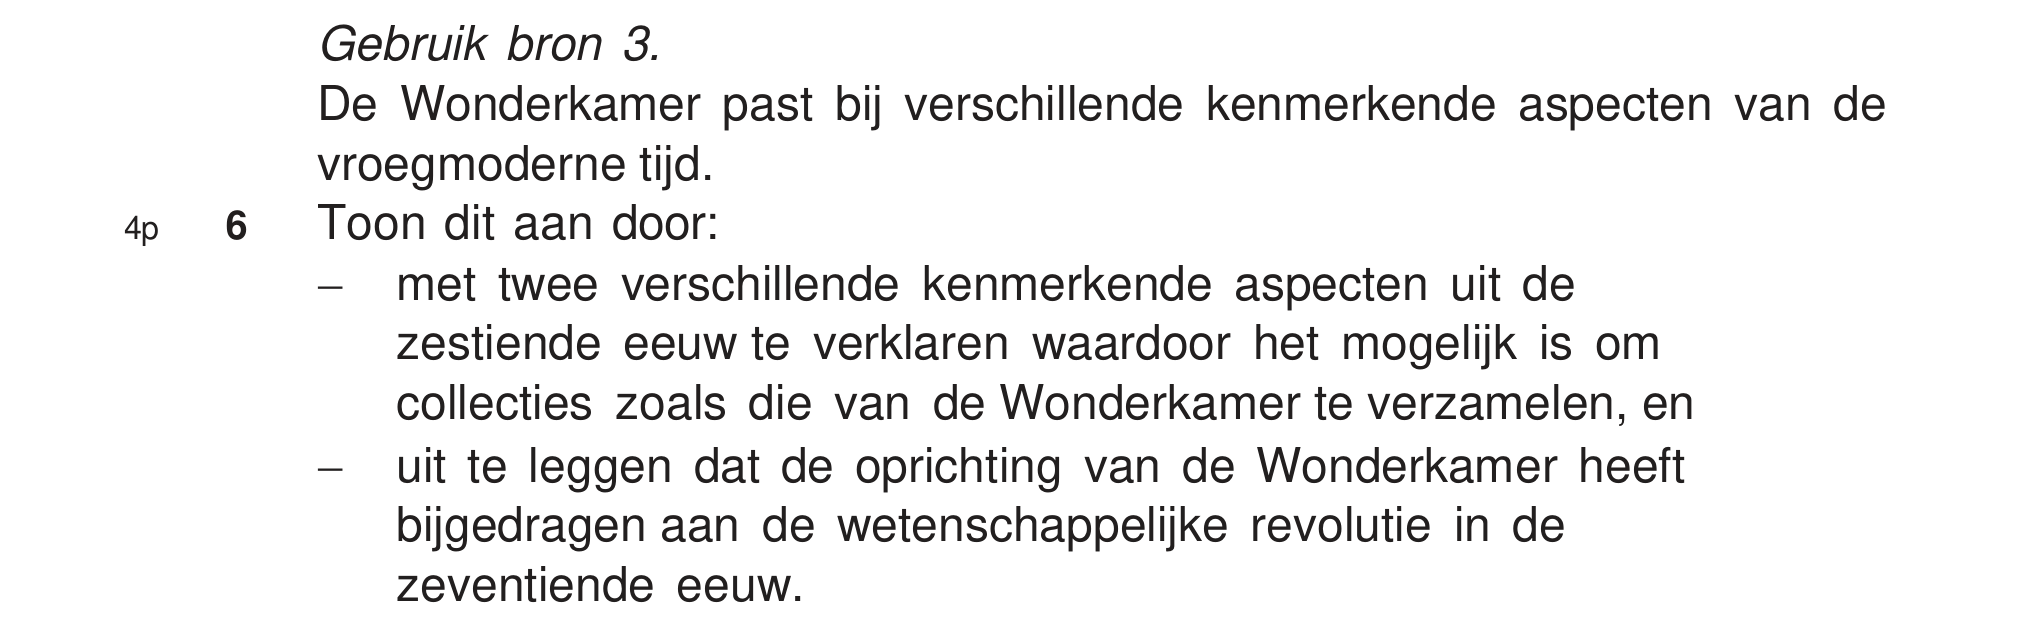 Gebruik bron 3.
De Wonderkamer past bij verschillende kenmerkende aspecten van de
vroegmoderne tijd.
4p 6 Toon dit aan door:
– met twee verschillende kenmerkende aspecten uit de
zestiende eeuw te verklaren waardoor het mogelijk is om
collecties zoals die van de Wonderkamer te verzamelen, en
– uit te leggen dat de oprichting van de Wonderkamer heeft
bijgedragen aan de wetenschappelijke revolutie in de
zeventiende eeuw.